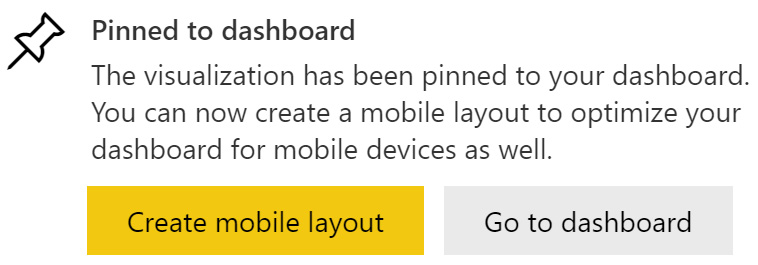 Pinned to dashboard
The visualization has been pinned to your dashboard.
You can now create a mobile layout to optimize your
dashboard for mobile devices as well.
Create mobile layout
Go to dashboard